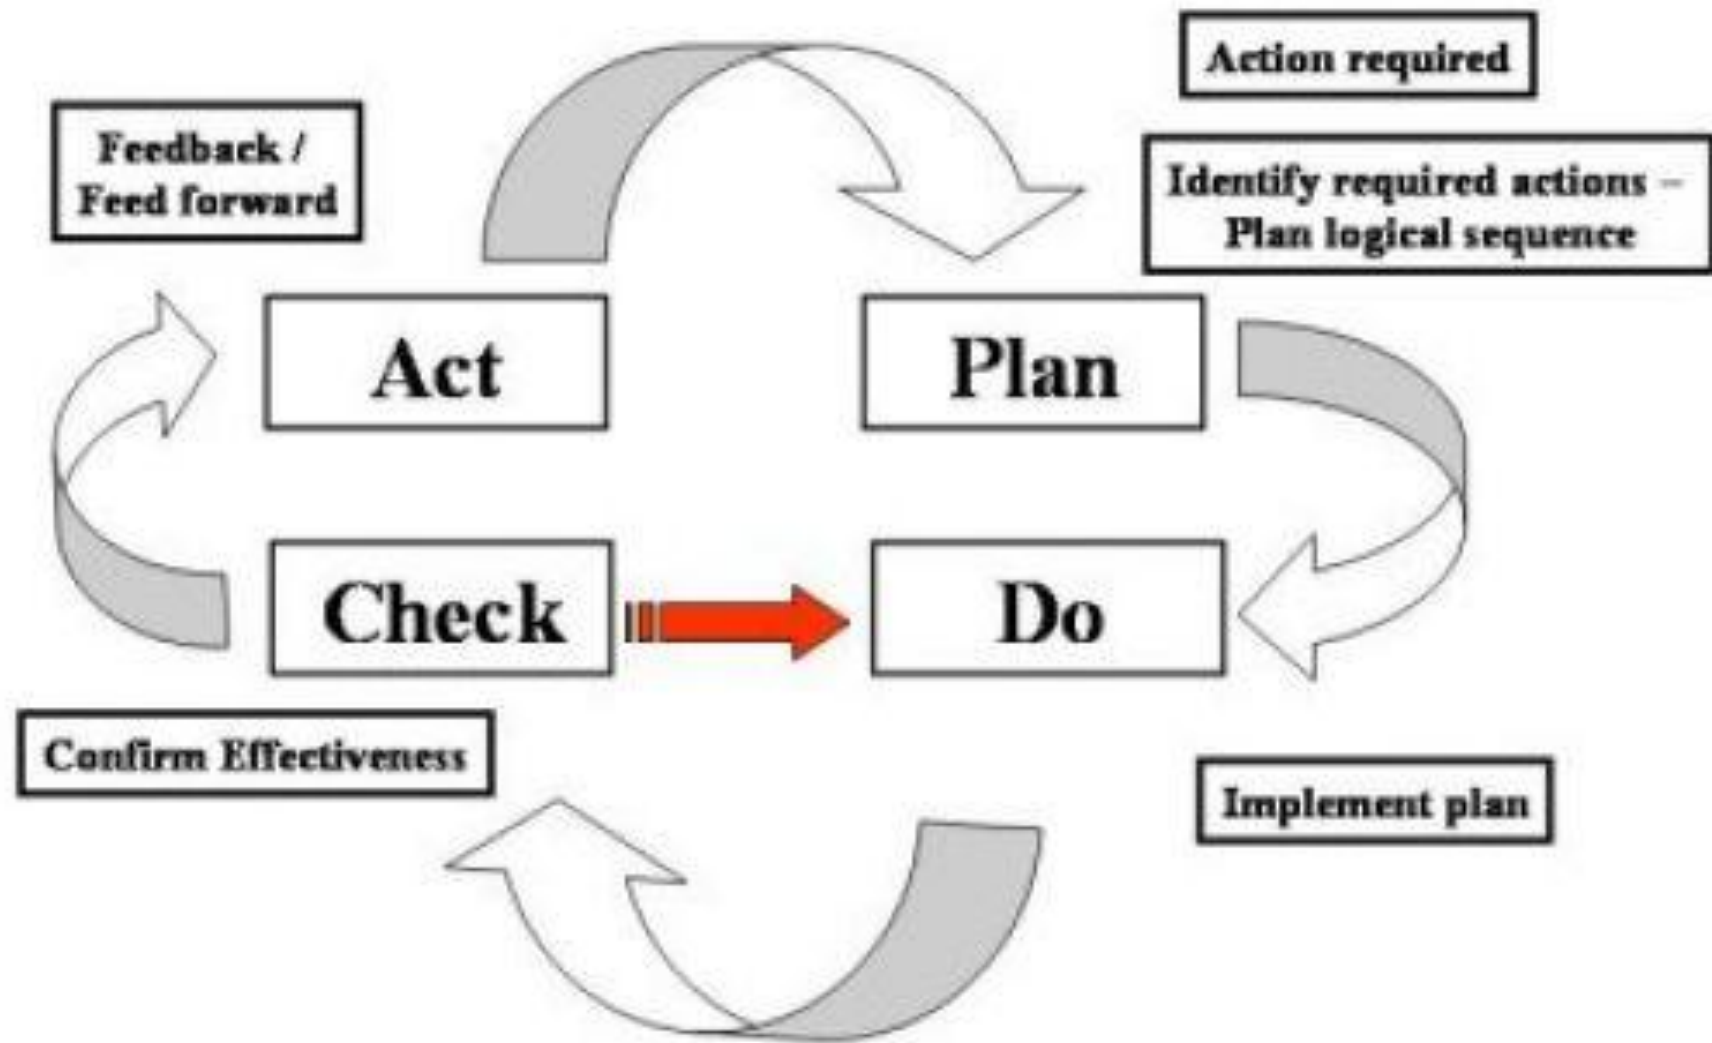 Action required
Feedback /
Feed forward
Identify required actions –
Plan logical sequence
Act
Plan
Check
Do
Confirm Effectiveness
Implement plan